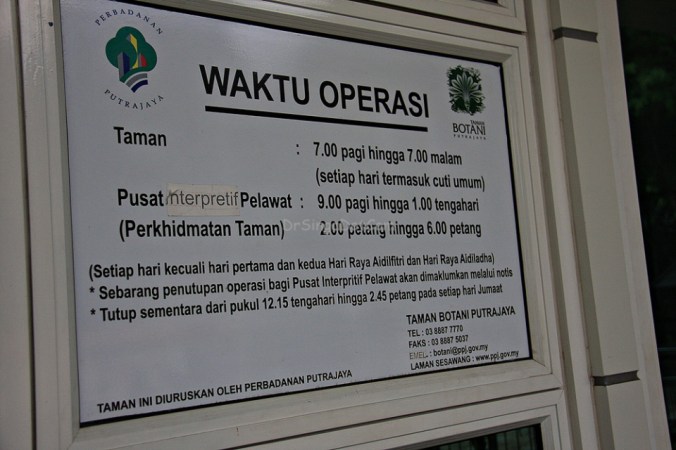 PERBADANAN
PUTRAJAYA
WAKTU OPERASI
TAMAN
BOTANI
PUTRAJAYA
Taman : 7.00 pagi hingga 7.00 malam
(setiap hari termasuk cuti umum)
Pusat Interpretif Pelawat : 9.00 pagi hingga 1.00 tengahari
(Perkhidmatan Taman) 2.00 petang hingga 6.00 petang
(Setiap hari kecuali hari pertama dan kedua Hari Raya Aidilfitri dan Hari Raya Aidiladha)
* Sebarang penutupan operasi bagi Pusat Interpritif Pelawat akan dimaklumkan melalui notis
* Tutup sementara dari pukul 12.15 tengahari hingga 2.45 petang pada setiap hari Jumaat
TAMAN BOTANI PUTRAJAYA
TEL : 03 8887 7770
FAKS : 03 8887 5037
EMEL : botani@ppj.gov.my
LAMAN SESAWANG : www.ppj.gov.my
TAMAN INI DIURUSKAN OLEH PERBADANAN PUTRAJAYA